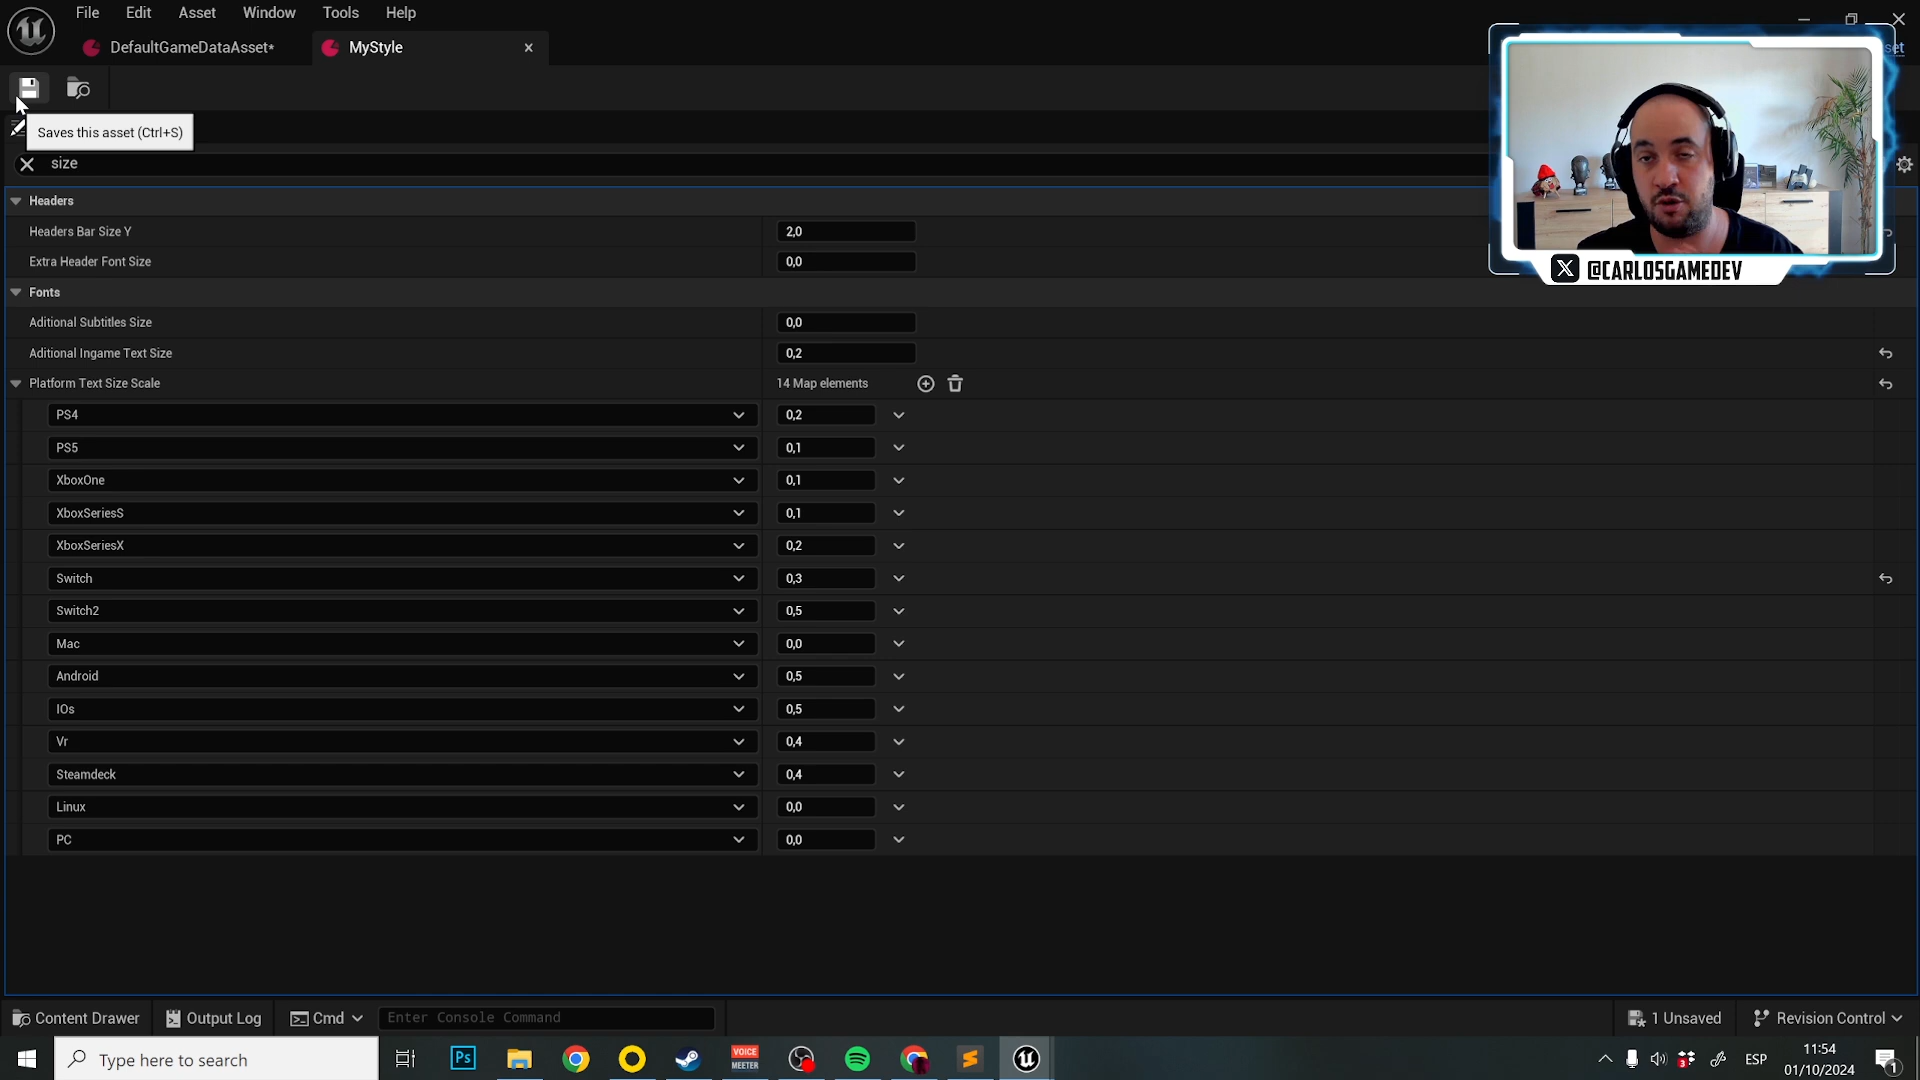 File Edit Asset Window Tools Help
DefaultGameDataAsset* MyStyle
set
Saves this asset (Ctrl+S)
size
Headers
Headers Bar Size Y 2,0
Extra Header Font Size 0,0
Fonts
Aditional Subtitles Size 0,0
Aditional Ingame Text Size 0,2
Platform Text Size Scale 14 Map elements
PS4 0,2
PS5 0,1
XboxOne 0,1
XboxSeriesS 0,1
XboxSeriesX 0,2
Switch 0,3
Switch2 0,5
Mac 0,0
Android 0,5
IOs 0,5
Vr 0,4
Steamdeck 0,4
Linux 0,0
PC 0,0
X @CARLOSGAMEDEV
Content Drawer Output Log Cmd Enter Console Command 1 Unsaved Revision Control
Type here to search Ps VOICE MEETER 3 ESP 11:54 1
01/10/2024